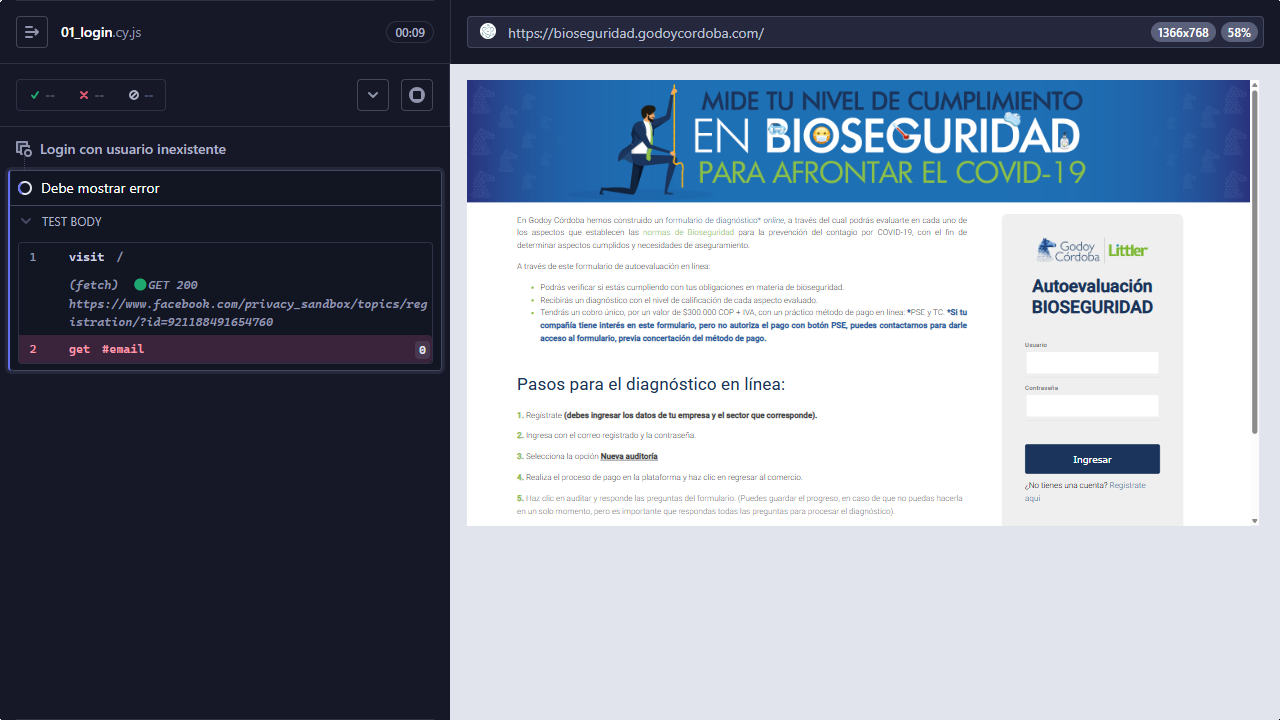 01_login.cy.js
00:09
--
--
--
Login con usuario inexistente
Debe mostrar error
TEST BODY
1 visit /
(fetch) GET 200
https://www.facebook.com/privacy_sandbox/topics/reg
istration/?id=921188491654760
2 get #email 0
https://bioseguridad.godoycordoba.com/
1366x768
58%
MIDE TU NIVEL DE CUMPLIMIENTO
EN BIOSEGURIDAD
PARA AFRONTAR EL COVID-19
En Godoy Córdoba hemos construido un formulario de diagnóstico* online, a través del cual podrás evaluarte en cada uno de
los aspectos que establecen las normas de Bioseguridad para la prevención del contagio por COVID-19, con el fin de
determinar aspectos cumplidos y necesidades de aseguramiento.
A través de este formulario de autoevaluación en línea:
Podrás verificar si estás cumpliendo con tus obligaciones en materia de bioseguridad.
Recibirás un diagnóstico con el nivel de calificación de cada aspecto evaluado.
Tendrás un cobro único, por un valor de $300.000 COP + IVA, con un práctico método de pago en línea: *PSE y TC. *Si tu
compañía tiene interés en este formulario, pero no autoriza el pago con botón PSE, puedes contactarnos para darle
acceso al formulario, previa concertación del método de pago.
Pasos para el diagnóstico en línea:
1. Regístrate (debes ingresar los datos de tu empresa y el sector que corresponde).
2. Ingresa con el correo registrado y la contraseña.
3. Selecciona la opción Nueva auditoría
4. Realiza el proceso de pago en la plataforma y haz clic en regresar al comercio.
5. Haz clic en auditar y responde las preguntas del formulario. (Puedes guardar el progreso, en caso de que no puedas hacerla
en un solo momento, pero es importante que respondas todas las preguntas para procesar el diagnóstico).
Godoy
Córdoba
Littler
Autoevaluación
BIOSEGURIDAD
Usuario
Contraseña
Ingresar
¿No tienes una cuenta? Registrate
aqui